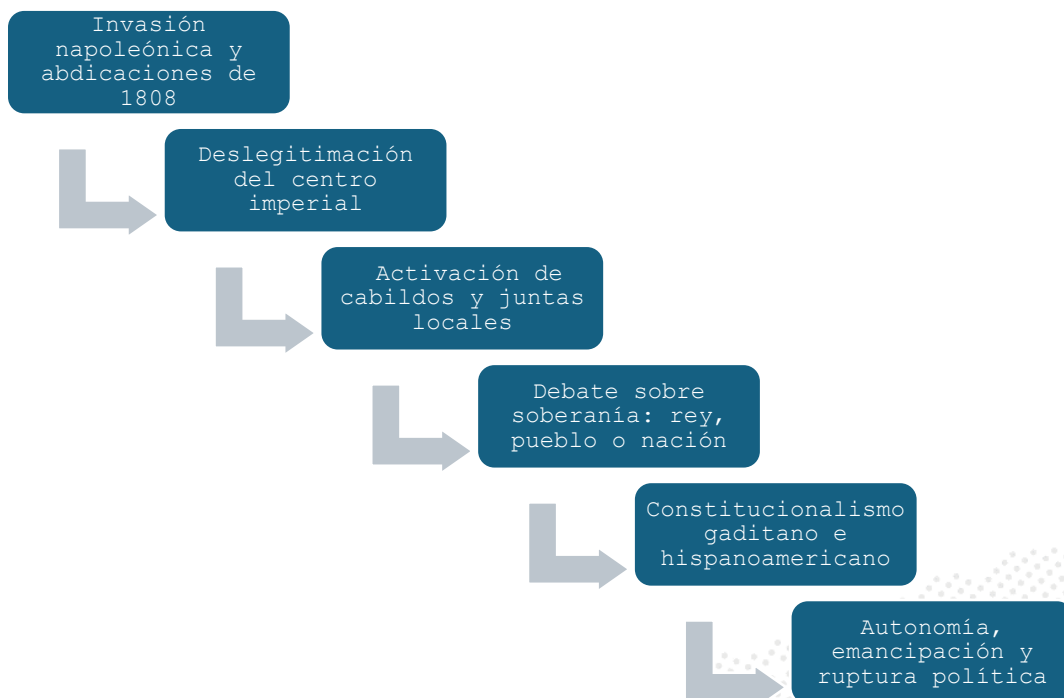 Invasión
napoleónica y
abdicaciones de
1808
Deslegitimación
del centro
imperial
Activación de
cabildos y juntas
locales
Debate sobre
soberanía: rey,
pueblo o nación
Constitucionalismo
gaditano e
hispanoamericano
Autonomía,
emancipación y
ruptura política